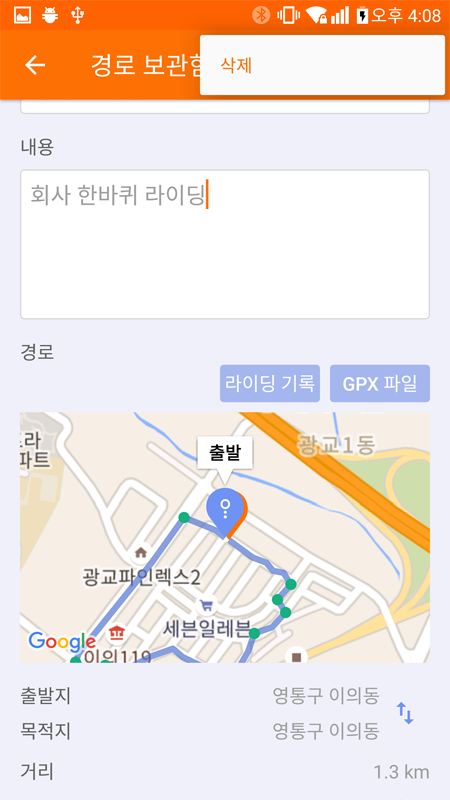 오후 4:08
경로 보관함
삭제
내용
회사 한바퀴 라이딩
경로
라이딩 기록
GPX 파일
출발
광교1동
파트
광교파인렉스2
세븐일레븐
Google
이의119
출발지
영통구 이의동
목적지
영통구 이의동
거리
1.3 km